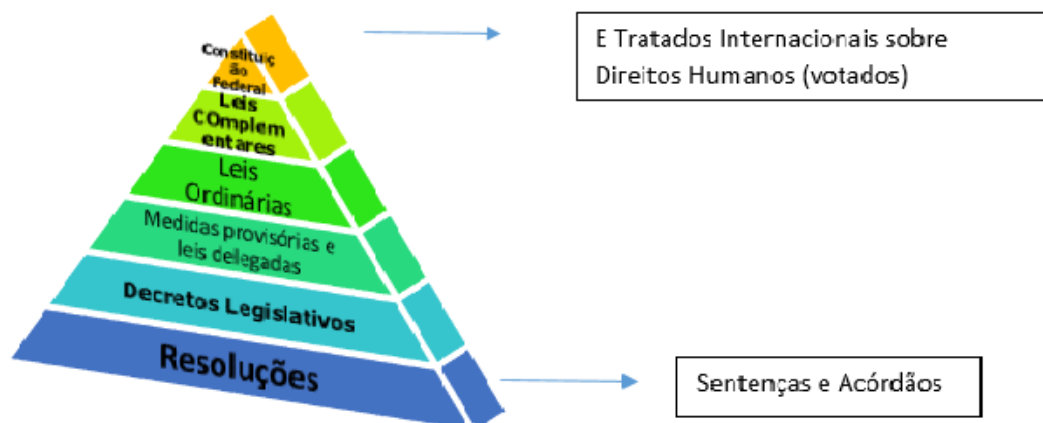 Constituiç
ão
Federal
E Tratados Internacionais sobre
Direitos Humanos (votados)
Leis
COmplem
entares
Leis
Ordinárias
Medidas provisórias e
leis delegadas
Decretos Legislativos
Resoluções
Sentenças e Acórdãos